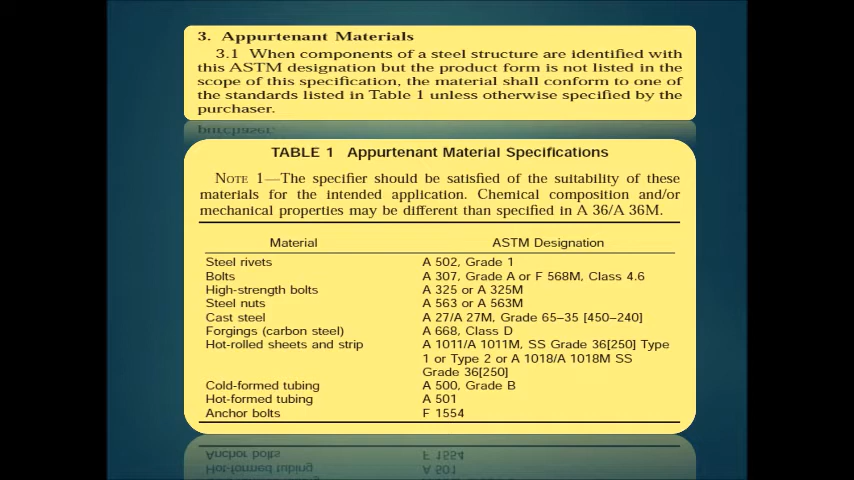 3. Appurtenant Materials
3.1 When components of a steel structure are identified with
this ASTM designation but the product form is not listed in the
scope of this specification, the material shall conform to one of
the standards listed in Table 1 unless otherwise specified by the
purchaser.
TABLE 1 Appurtenant Material Specifications
NOTE 1—The specifier should be satisfied of the suitability of these
materials for the intended application. Chemical composition and/or
mechanical properties may be different than specified in A 36/A 36M.
Material ASTM Designation
Steel rivets A 502, Grade 1
Bolts A 307, Grade A or F 568M, Class 4.6
High-strength bolts A 325 or A 325M
Steel nuts A 563 or A 563M
Cast steel A 27/A 27M, Grade 65–35 [450–240]
Forgings (carbon steel) A 668, Class D
Hot-rolled sheets and strip A 1011/A 1011M, SS Grade 36[250] Type
1 or Type 2 or A 1018/A 1018M SS
Grade 36[250]
Cold-formed tubing A 500, Grade B
Hot-formed tubing A 501
Anchor bolts F 1554